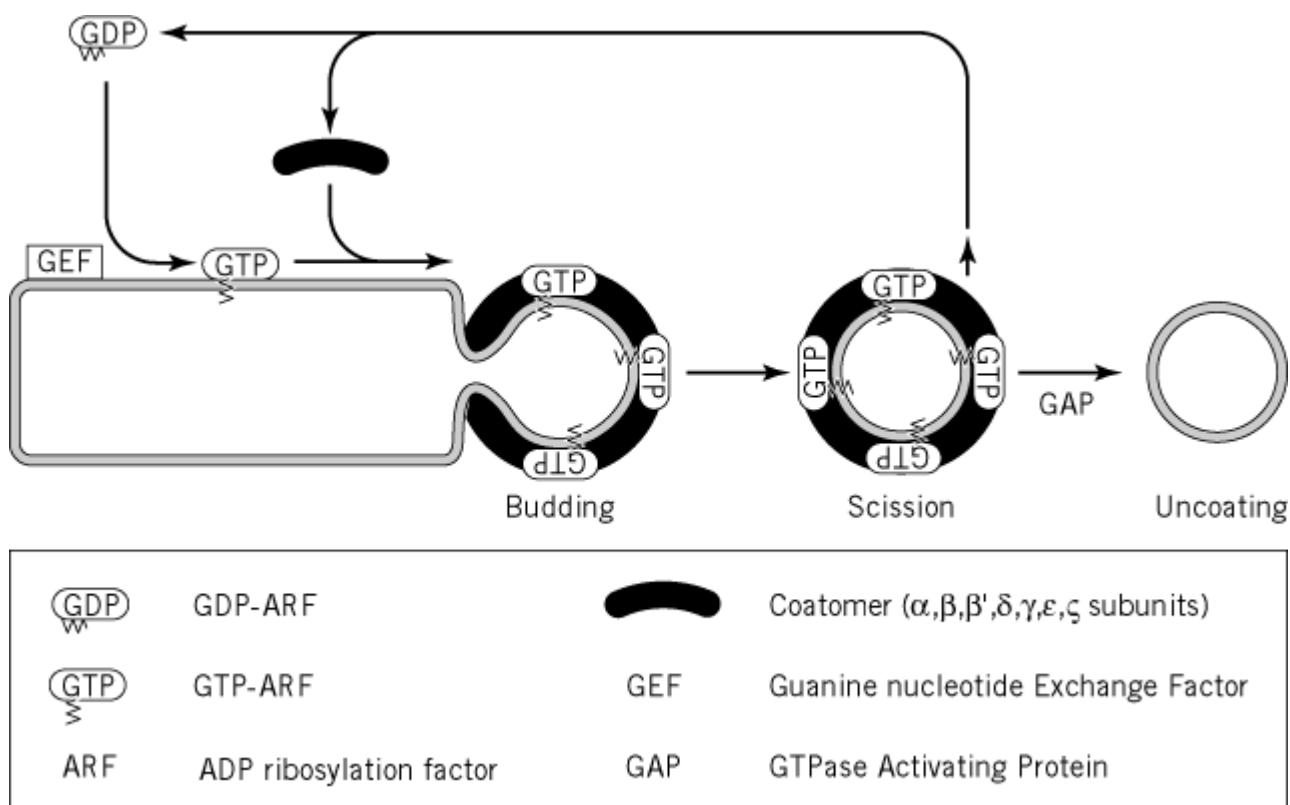 GDP
GEF
GTP
GTP
GTP
GTP
GTP
GTP
GTP
GTP
GAP
Budding
Scission
Uncoating
GDP GDP-ARF
Coatomer (α,β,β',δ,γ,ε,ς subunits)
GTP GTP-ARF
GEF Guanine nucleotide Exchange Factor
ARF ADP ribosylation factor
GAP GTPase Activating Protein